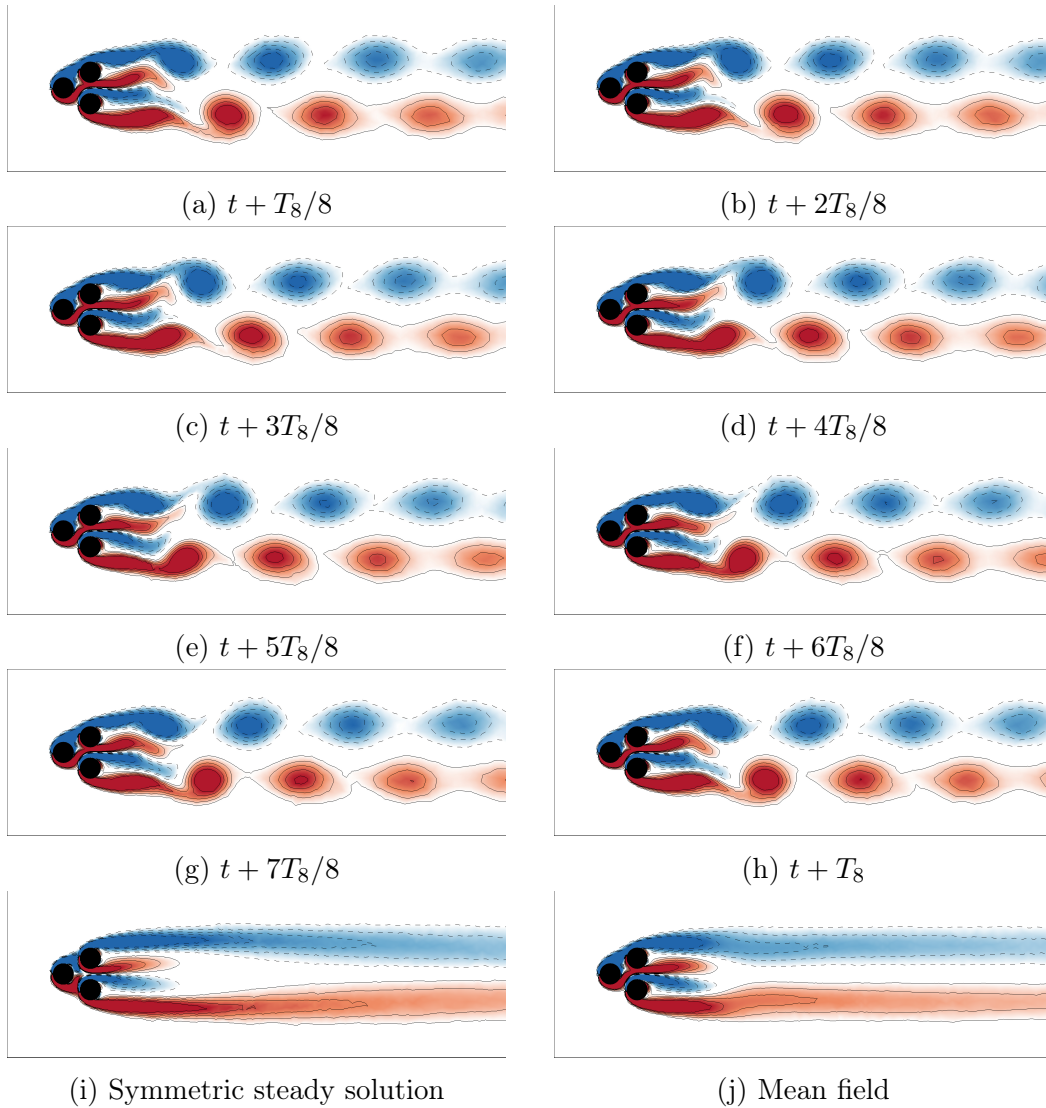 (a) t + T₈/8
(b) t + 2T₈/8
(c) t + 3T₈/8
(d) t + 4T₈/8
(e) t + 5T₈/8
(f) t + 6T₈/8
(g) t + 7T₈/8
(h) t + T₈
(i) Symmetric steady solution
(j) Mean field